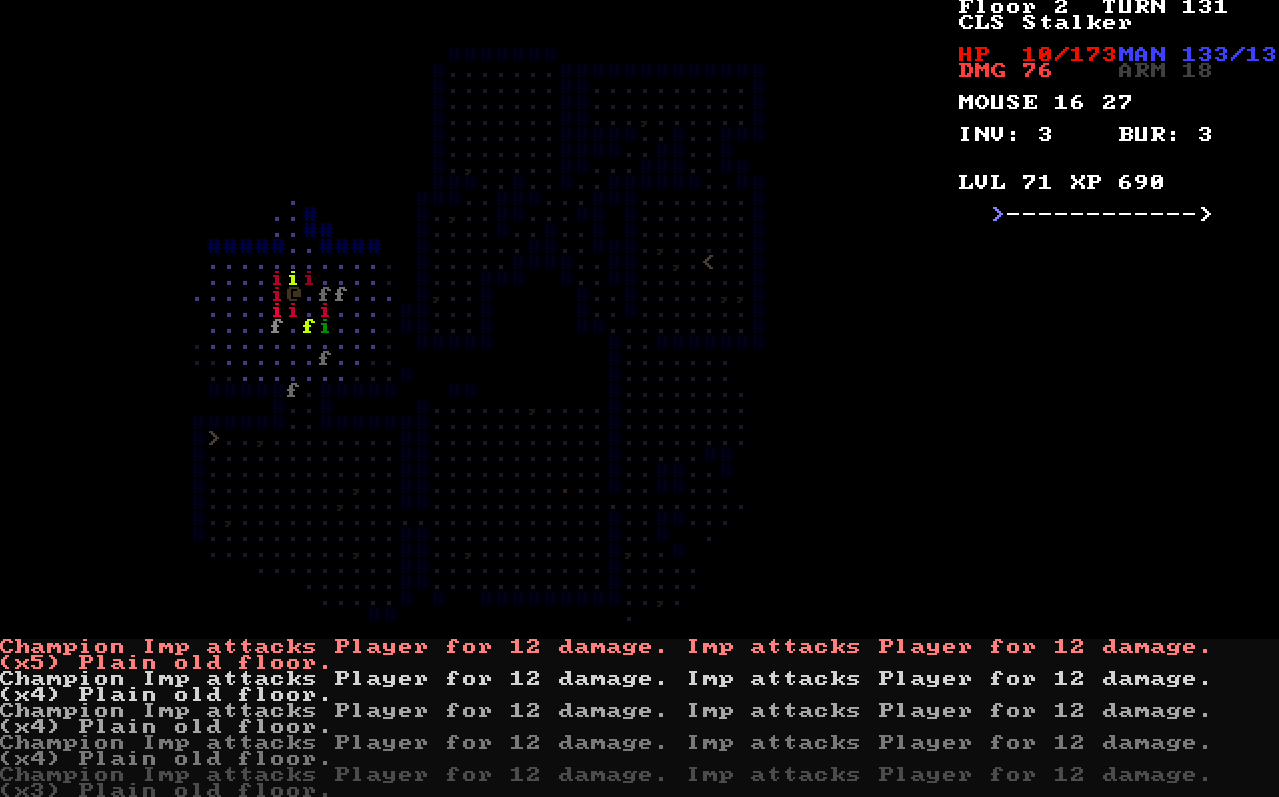 Floor 2  TURN 131
CLS Stalker
HP  10/173MAN 133/13
DMG 76    ARM 18
MOUSE 16 27
INV: 3    BUR: 3
LVL 71 XP 690
>------------>
Champion Imp attacks Player for 12 damage. Imp attacks Player for 12 damage.
(x5) Plain old floor.
Champion Imp attacks Player for 12 damage. Imp attacks Player for 12 damage.
(x4) Plain old floor.
Champion Imp attacks Player for 12 damage. Imp attacks Player for 12 damage.
(x4) Plain old floor.
Champion Imp attacks Player for 12 damage. Imp attacks Player for 12 damage.
(x4) Plain old floor.
Champion Imp attacks Player for 12 damage. Imp attacks Player for 12 damage.
(x3) Plain old floor.